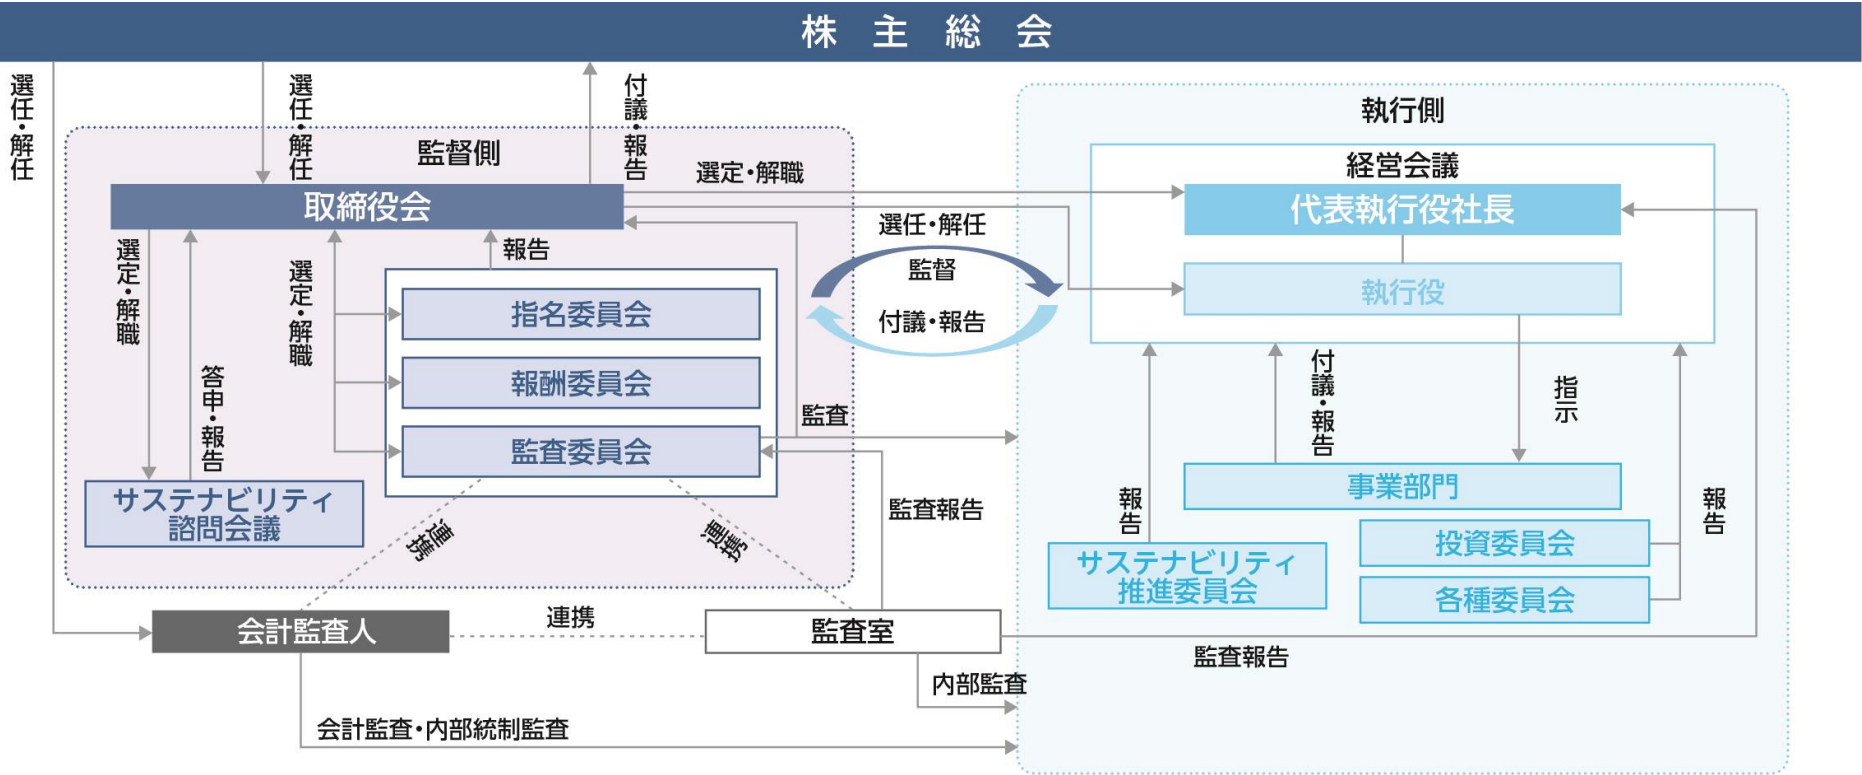 株主総会
選任・解任
選任・解任
付議・報告
監督側
取締役会
選定・解職
答申・報告
選定・解職
報告
指名委員会
報酬委員会
監査委員会
サステナビリティ
諮問会議
選定・解職
選任・解任
監督
付議・報告
監査
監査報告
連携
連携
会計監査人
連携
監査室
内部監査
会計監査・内部統制監査
執行側
経営会議
代表執行役社長
執行役
付議・報告
指示
報告
報告
事業部門
投資委員会
各種委員会
サステナビリティ
推進委員会
監査報告